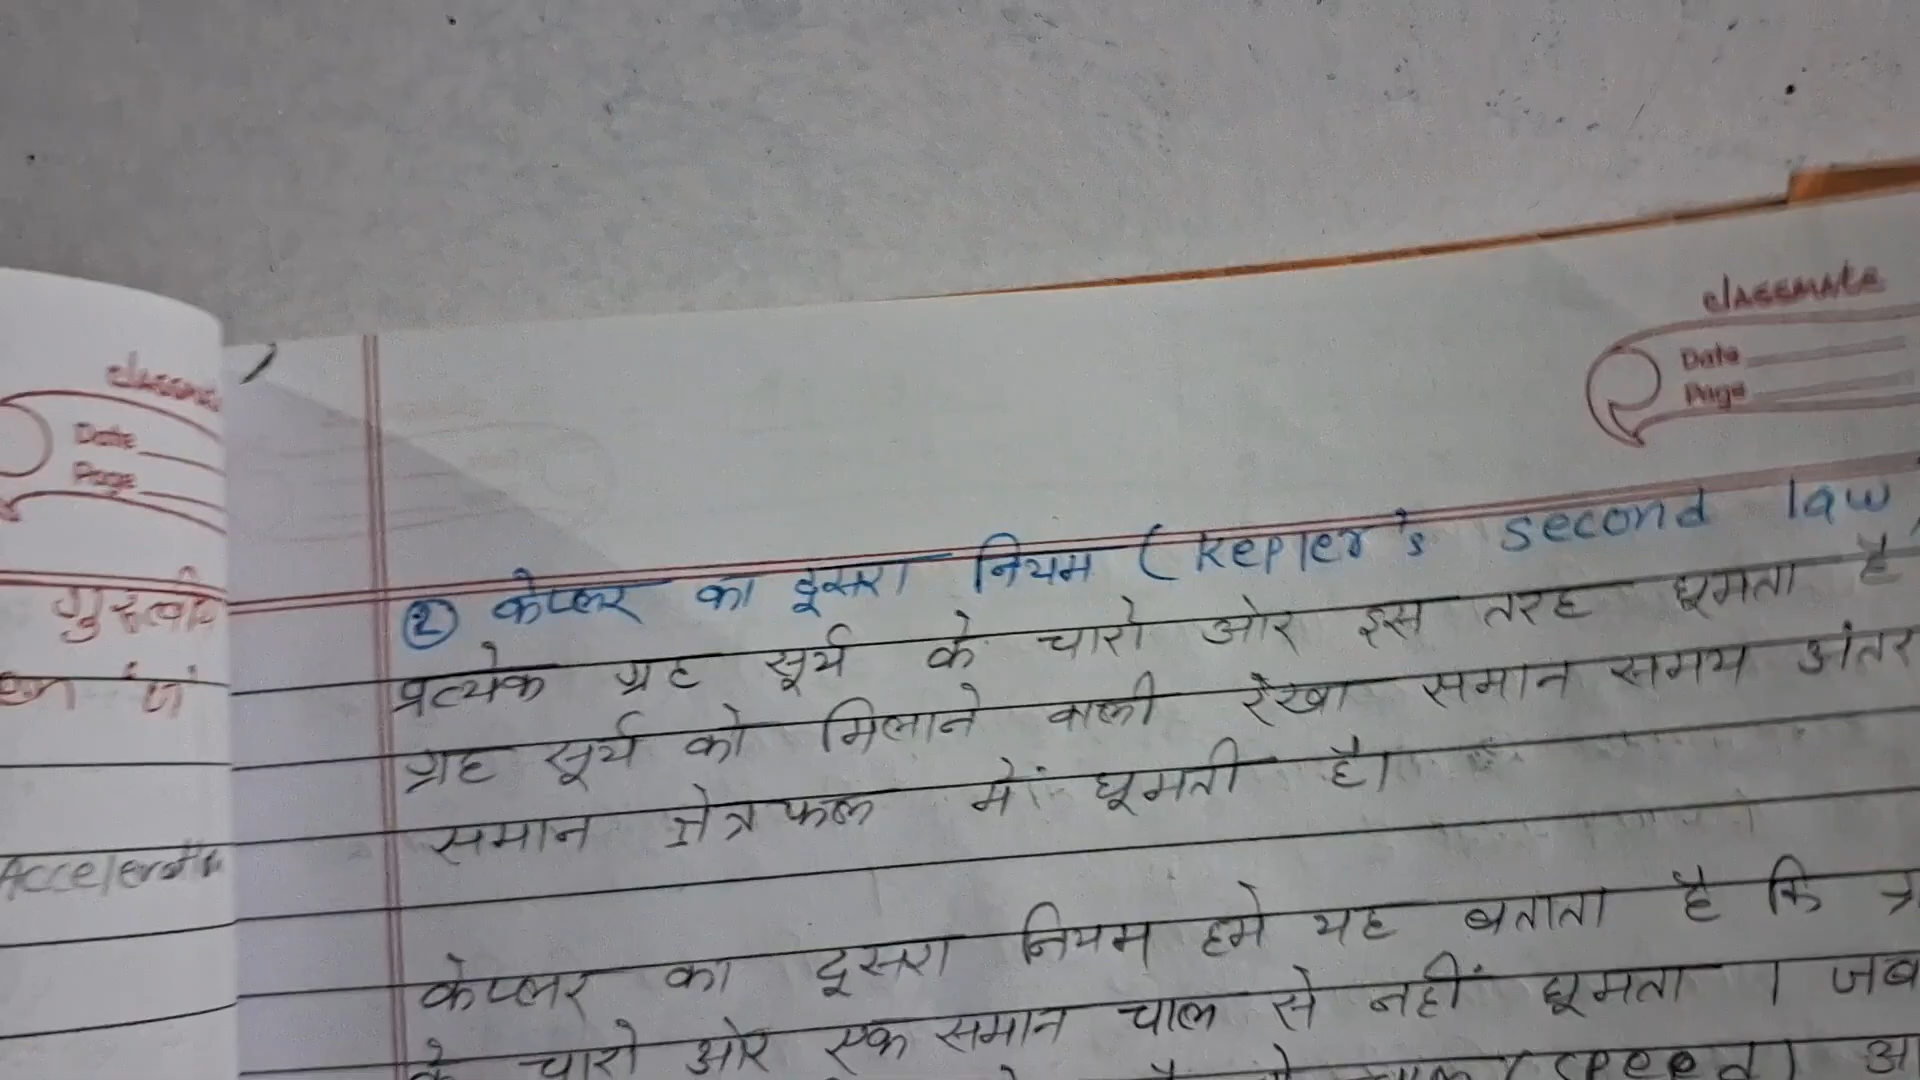 classmate
Date
Page
Date
Page
② केप्लर का दूसरा नियम (Kepler's second law
प्रत्येक ग्रह सूर्य के चारो ओर इस तरह घूमता है
ग्रह सूर्य को मिलाने वाली रेखा समान समय अंतर
समान क्षेत्रफल में घूमती है।
केप्लर का दूसरा नियम हमे यह बताता है कि
के चारो ओर एक समान चाल से नहीं घूमता । जब
(speed)